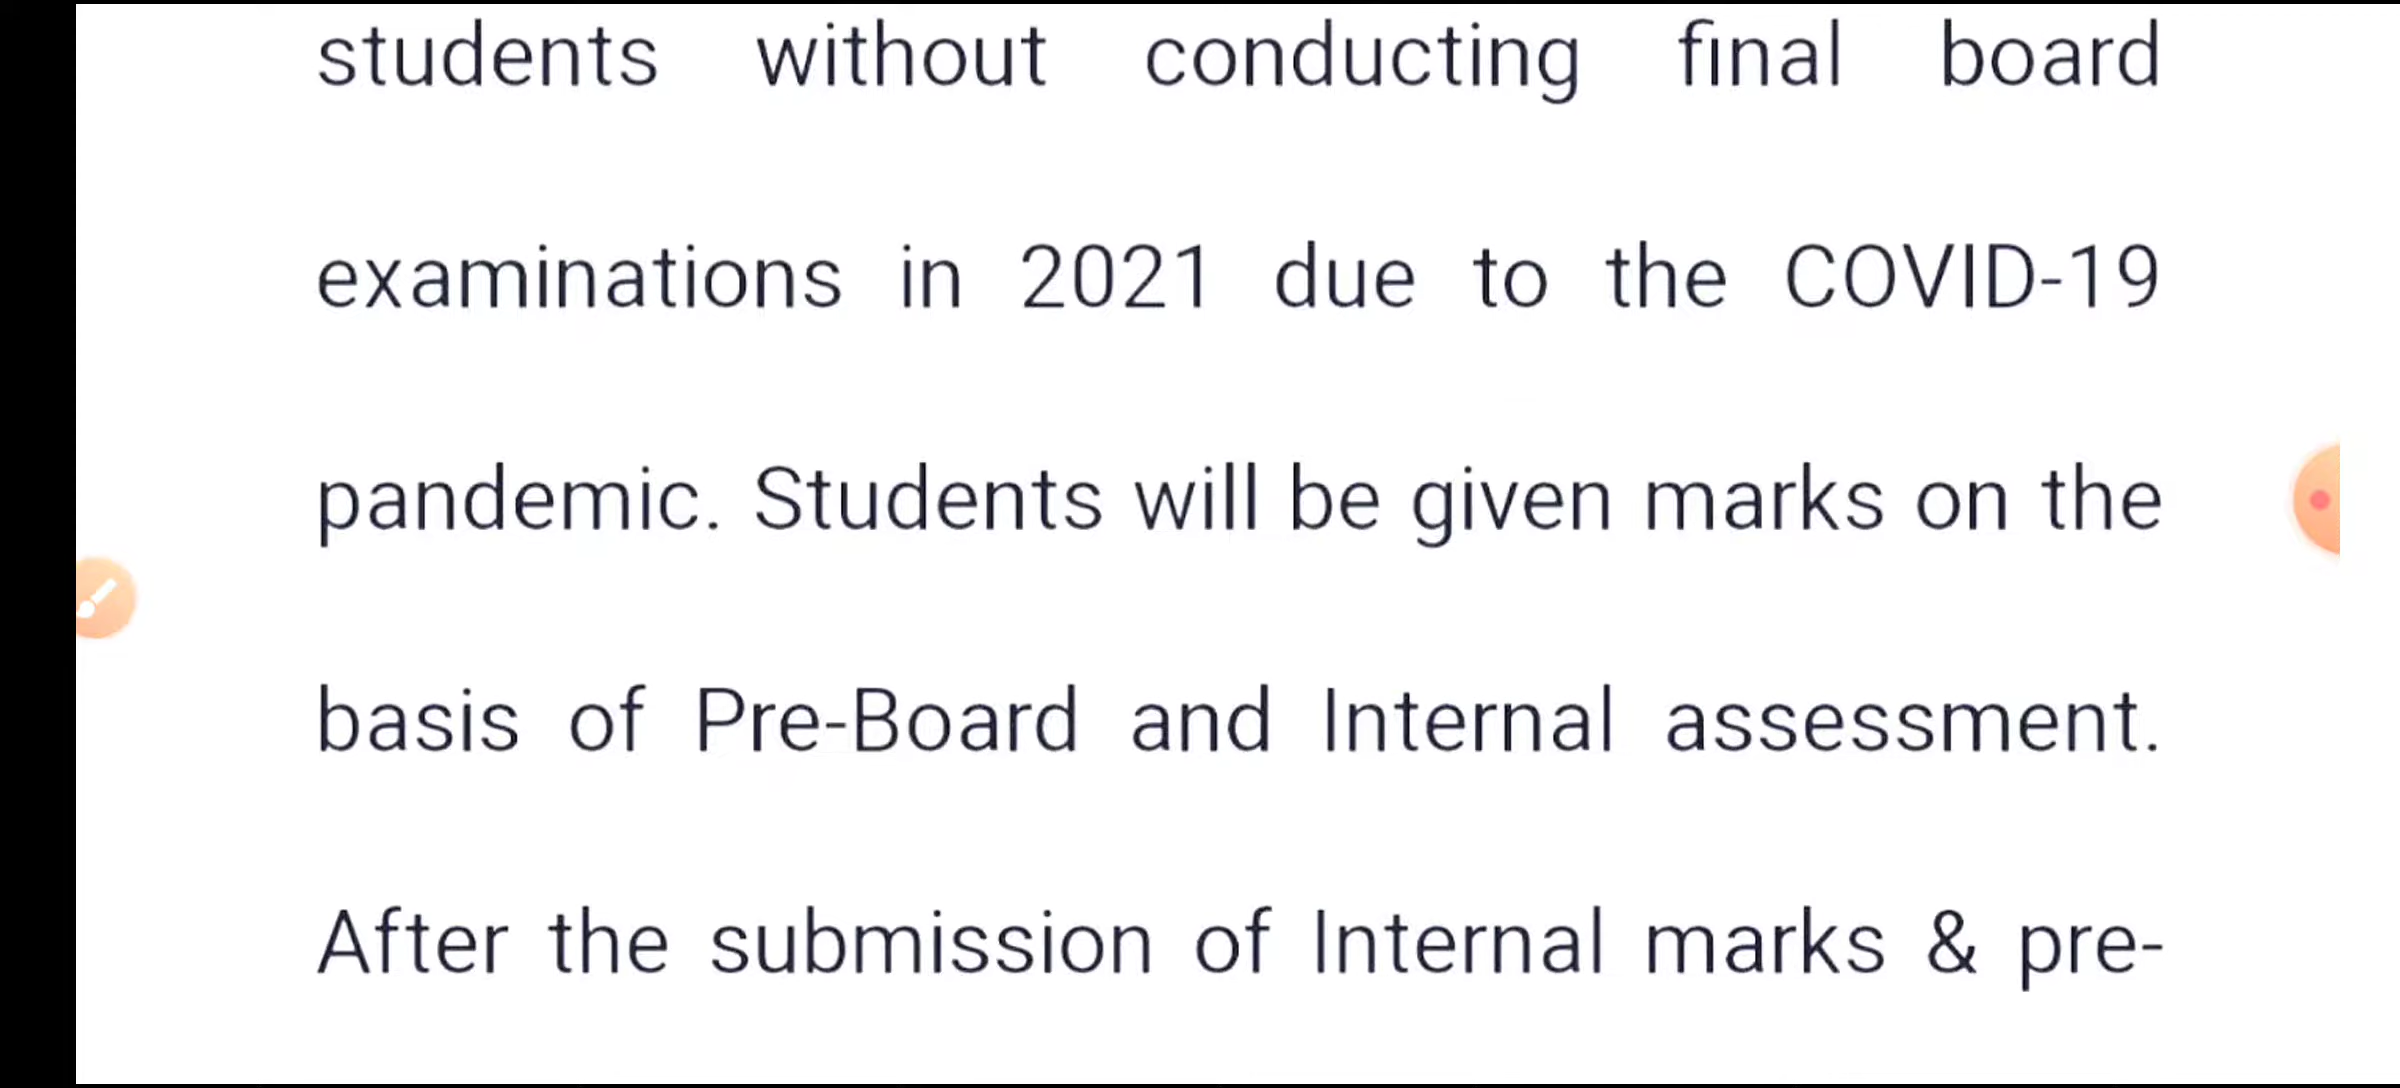 students without conducting final board
examinations in 2021 due to the COVID-19
pandemic. Students will be given marks on the
basis of Pre-Board and Internal assessment.
After the submission of Internal marks & pre-